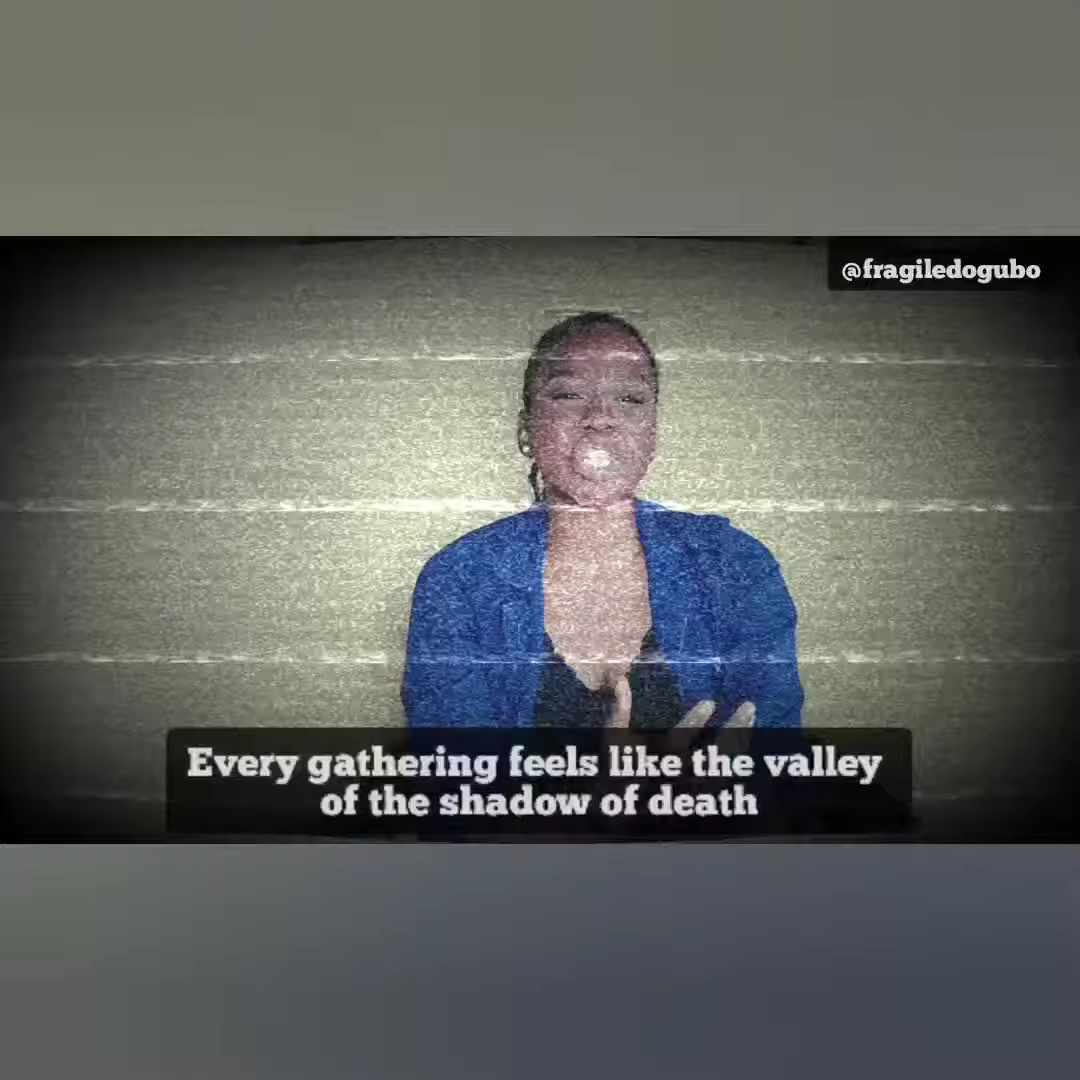 @fragiledogubo
Every gathering feels like the valley
of the shadow of death